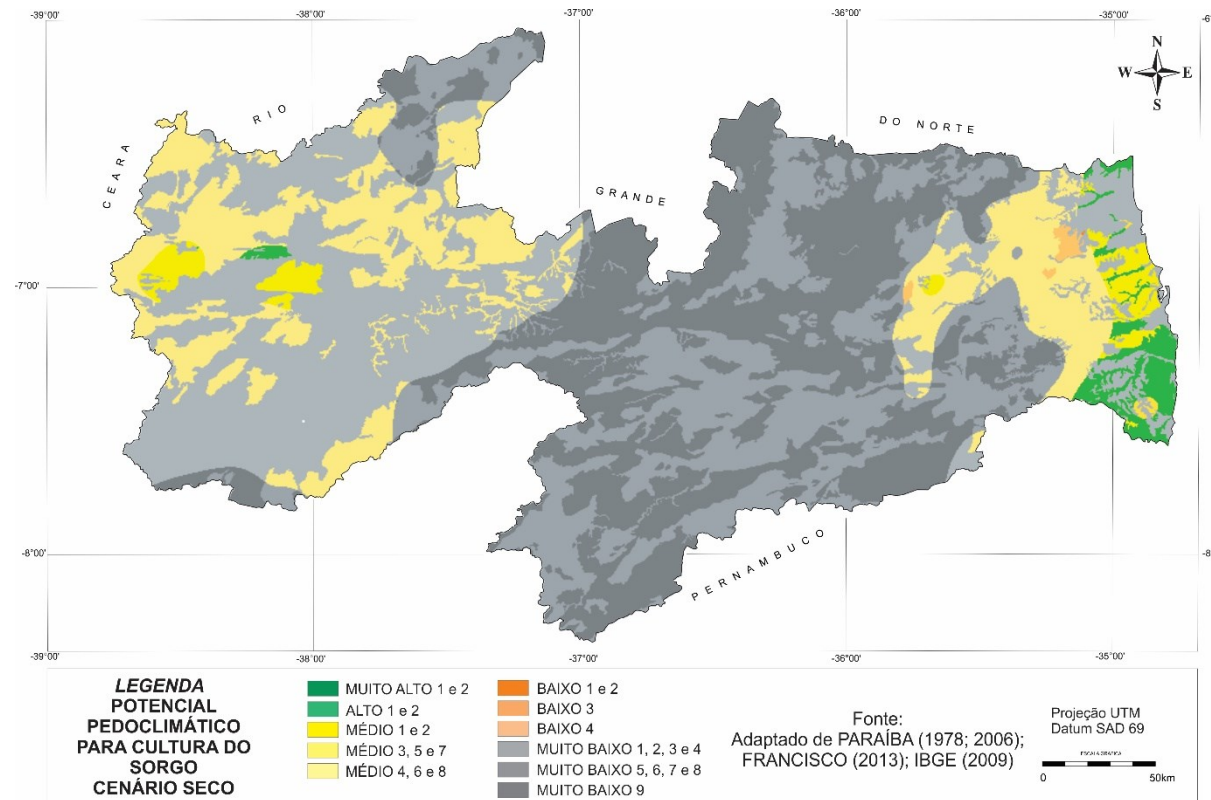 -39°00'
-38°00'
-37°00'
-36°00'
-35°00'
-6
N
W E
S
RIO
DO NORTE
CEARA
GRANDE
-7°00'
-8°00'
-8
PERNAMBUCO
-39°00'
-38°00'
-37°00'
-36°00'
-35°00'
LEGENDA
POTENCIAL
PEDOCLIMÁTICO
PARA CULTURA DO
SORGO
CENÁRIO SECO
MUITO ALTO 1 e 2
ALTO 1 e 2
MÉDIO 1 e 2
MÉDIO 3, 5 e 7
MÉDIO 4, 6 e 8
BAIXO 1 e 2
BAIXO 3
BAIXO 4
MUITO BAIXO 1, 2, 3 e 4
MUITO BAIXO 5, 6, 7 e 8
MUITO BAIXO 9
Fonte:
Adaptado de PARAÍBA (1978; 2006);
FRANCISCO (2013); IBGE (2009)
Projeção UTM
Datum SAD 69
ESCALA GRÁFICA
0 50km